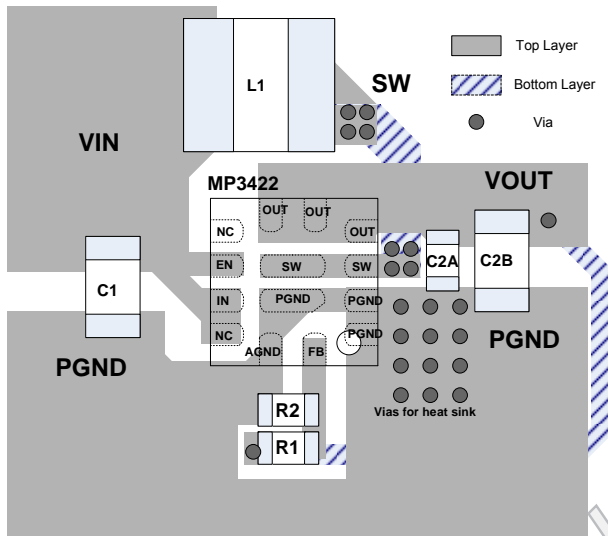 L1
SW
Top Layer
Bottom Layer
Via
VIN
MP3422
VOUT
OUT
OUT
NC
OUT
EN
SW
SW
C2A
C2B
C1
IN
PGND
PGND
NC
PGND
PGND
PGND
AGND
FB
Vias for heat sink
R2
R1